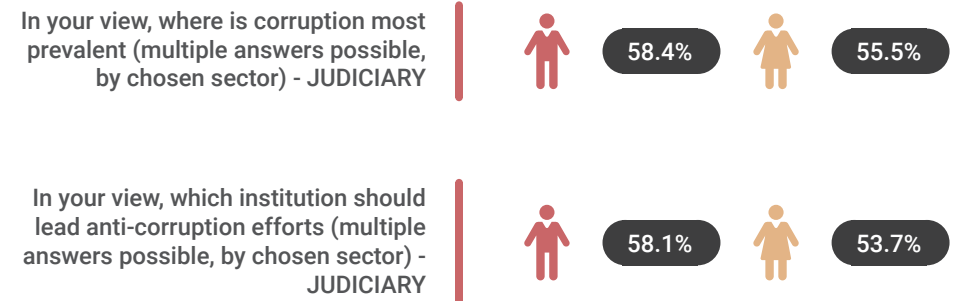 In your view, where is corruption most
prevalent (multiple answers possible,
by chosen sector) - JUDICIARY
58.4%
55.5%
In your view, which institution should
lead anti-corruption efforts (multiple
answers possible, by chosen sector) -
JUDICIARY
58.1%
53.7%